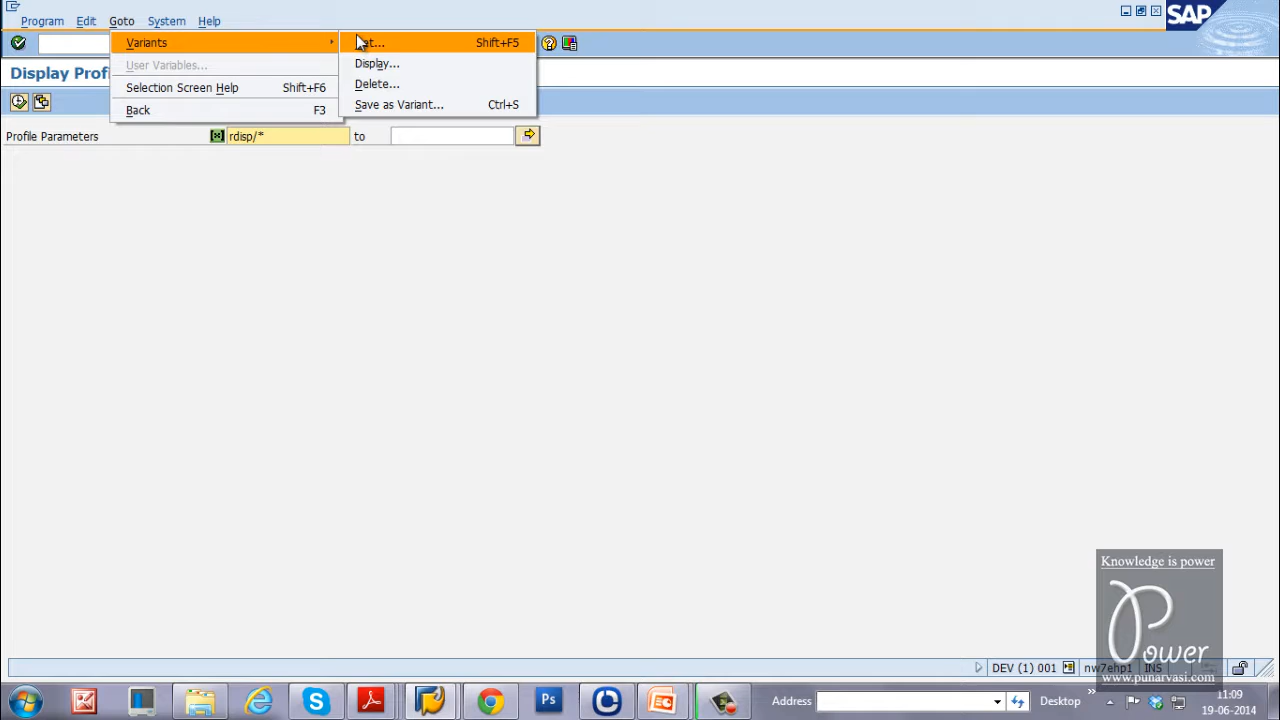 Program Edit Goto System Help
SAP
Variants
User Variables...
Selection Screen Help Shift+F6
Back F3
Shift+F5
Display...
Delete...
Save as Variant... Ctrl+S
Display Prof
Profile Parameters rdisp/* to
Knowledge is power
Power
www.punarvasi.com
DEV (1) 001 nw7ehp1 INS
Address Desktop
11:09
19-06-2014